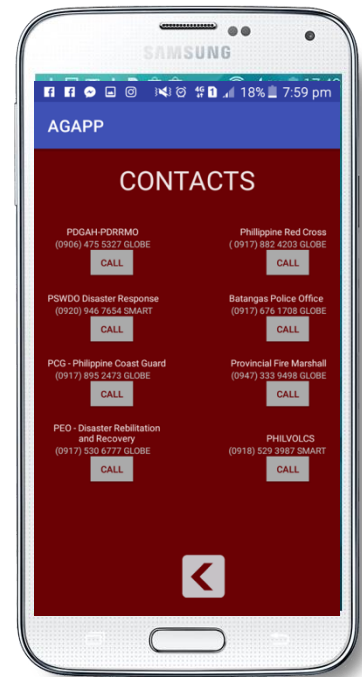 SAMSUNG
18% 7:59 pm
AGAPP
CONTACTS
PDGAH-PDRRMO
(0906) 475 5327 GLOBE
CALL
Phillippine Red Cross
( 0917) 882 4203 GLOBE
CALL
PSWDO Disaster Response
(0920) 946 7654 SMART
CALL
Batangas Police Office
(0917) 676 1708 GLOBE
CALL
PCG - Philippine Coast Guard
(0917) 895 2473 GLOBE
CALL
Provincial Fire Marshall
(0947) 333 9498 GLOBE
CALL
PEO - Disaster Rebilitation
and Recovery
(0917) 530 6777 GLOBE
CALL
PHILVOLCS
(0918) 529 3987 SMART
CALL